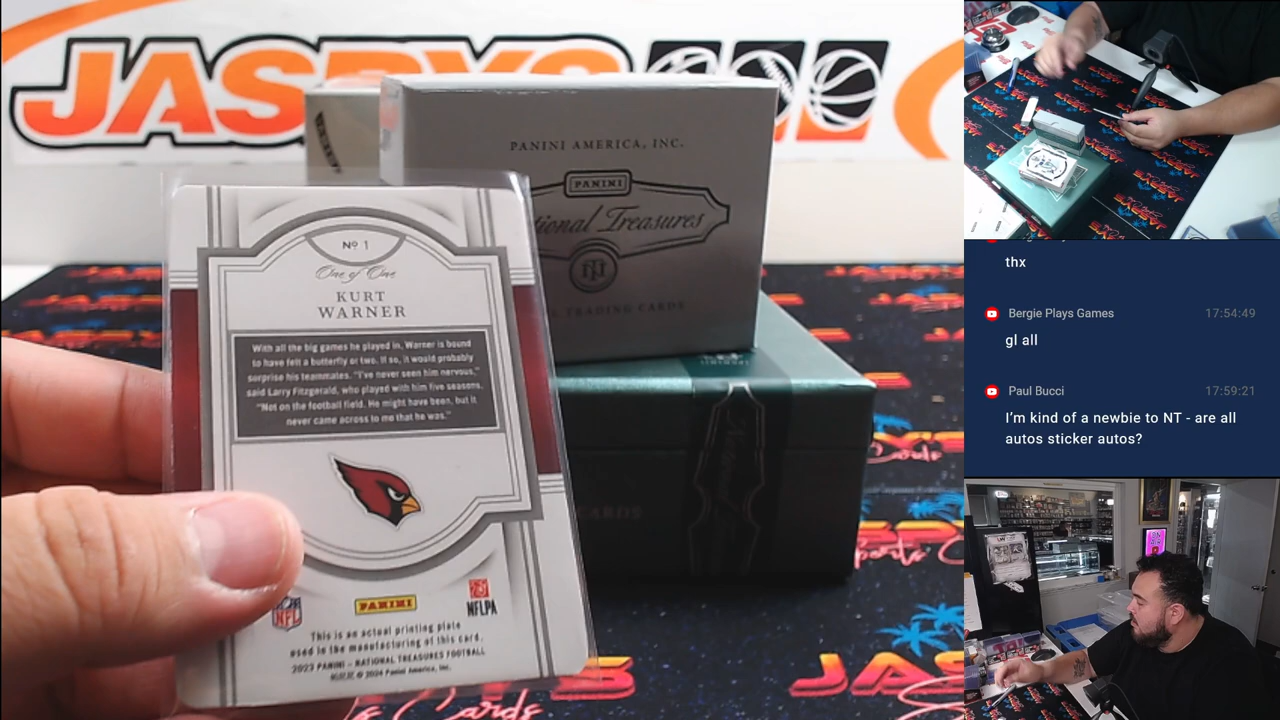 JASPYS
PANINI AMERICA, INC.
PANINI
National Treasures
NT
TRADING CARDS
Nº 1
One of One
KURT
WARNER
With all the big games he played in, Warner is bound
to have felt a butterfly or two. If so, it would probably
surprise his teammates. "I've never seen him nervous,"
said Larry Fitzgerald, who played with him five seasons.
"Not on the football field. He might have been, but it
never came across to me that he was."
NFL
PANINI
NFLPA
This is an actual printing plate
used in the manufacturing of this card.
2023 PANINI – NATIONAL TREASURES FOOTBALL
© 2024 Panini America, Inc.
thx
Bergie Plays Games 17:54:49
gl all
Paul Bucci 17:59:21
I'm kind of a newbie to NT - are all
autos sticker autos?